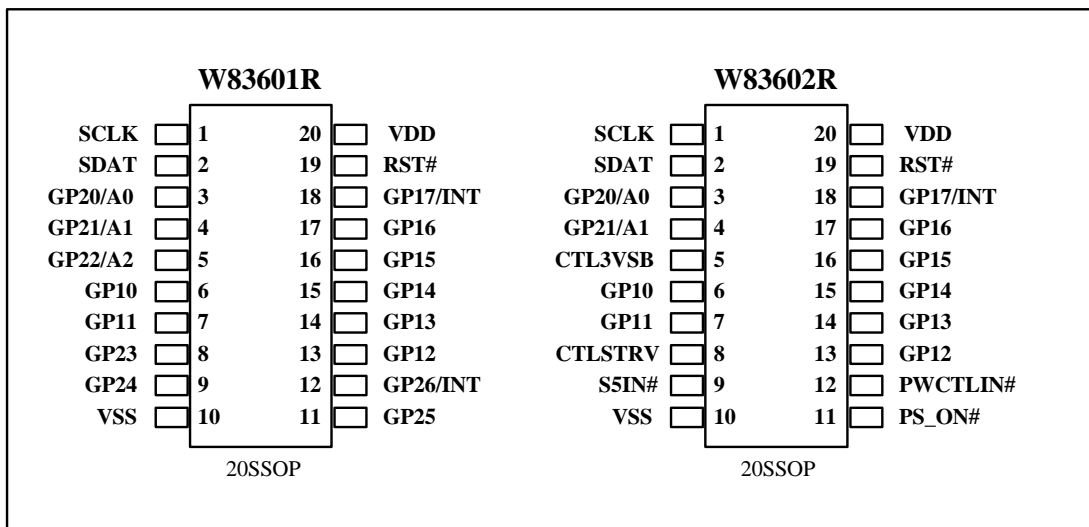 W83601R W83602R
SCLK 1 20 VDD SCLK 1 20 VDD
SDAT 2 19 RST# SDAT 2 19 RST#
GP20/A0 3 18 GP17/INT GP20/A0 3 18 GP17/INT
GP21/A1 4 17 GP16 GP21/A1 4 17 GP16
GP22/A2 5 16 GP15 CTL3VSB 5 16 GP15
GP10 6 15 GP14 GP10 6 15 GP14
GP11 7 14 GP13 GP11 7 14 GP13
GP23 8 13 GP12 CTLSTRV 8 13 GP12
GP24 9 12 GP26/INT S5IN# 9 12 PWCTLIN#
VSS 10 11 GP25 VSS 10 11 PS_ON#
20SSOP 20SSOP